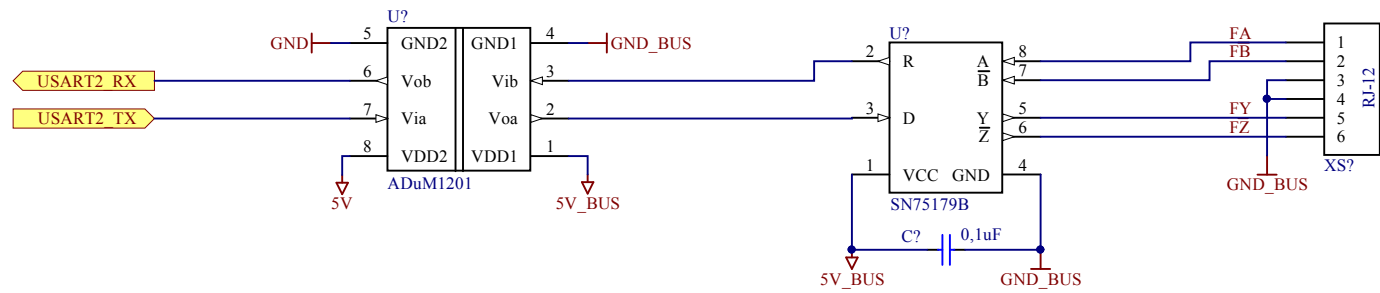 U?
GND 5 GND2 GND1 4 GND_BUS
USART2_RX 6 Vob Vib 3
USART2_TX 7 Via Voa 2
8 VDD2 VDD1 1
5V ADuM1201 5V_BUS
U?
2 R A 8 FA
B 7 FB
3 D Y 5 FY
Z 6 FZ
1 VCC GND 4
SN75179B
C? 0,1uF
5V_BUS GND_BUS
1
2
3
4
5
6
RJ-12
XS?
GND_BUS